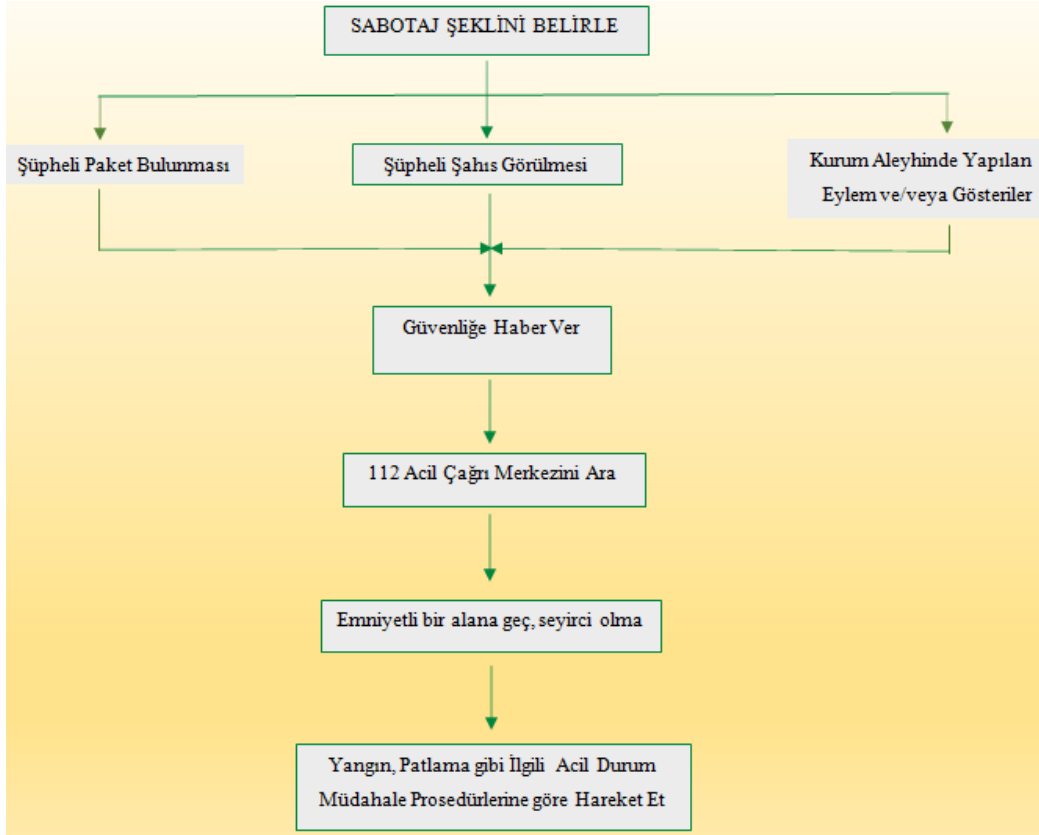 SABOTAJ ŞEKLİNİ BELİRLE
Şüpheli Paket Bulunması
Şüpheli Şahıs Görülmesi
Kurum Aleyhinde Yapılan
Eylem ve/veya Gösteriler
Güvenliğe Haber Ver
112 Acil Çağrı Merkezini Ara
Emniyetli bir alana geç, seyirci olma
Yangın, Patlama gibi İlgili Acil Durum
Müdahale Prosedürlerine göre Hareket Et